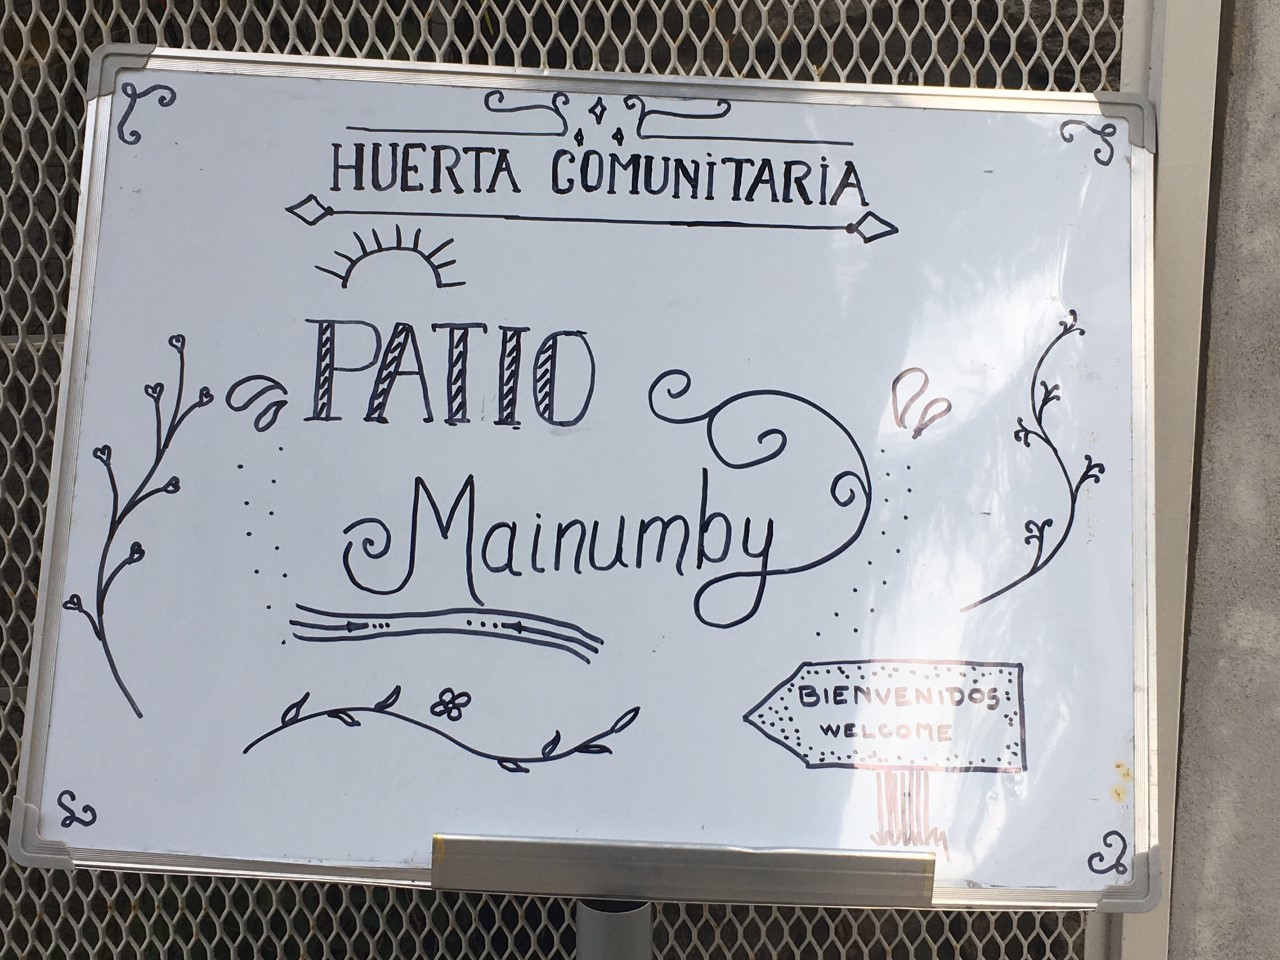 HUERTA COMUNiTARiA
PATIO
Mainumby
BIENVENIDOS
WELCOME